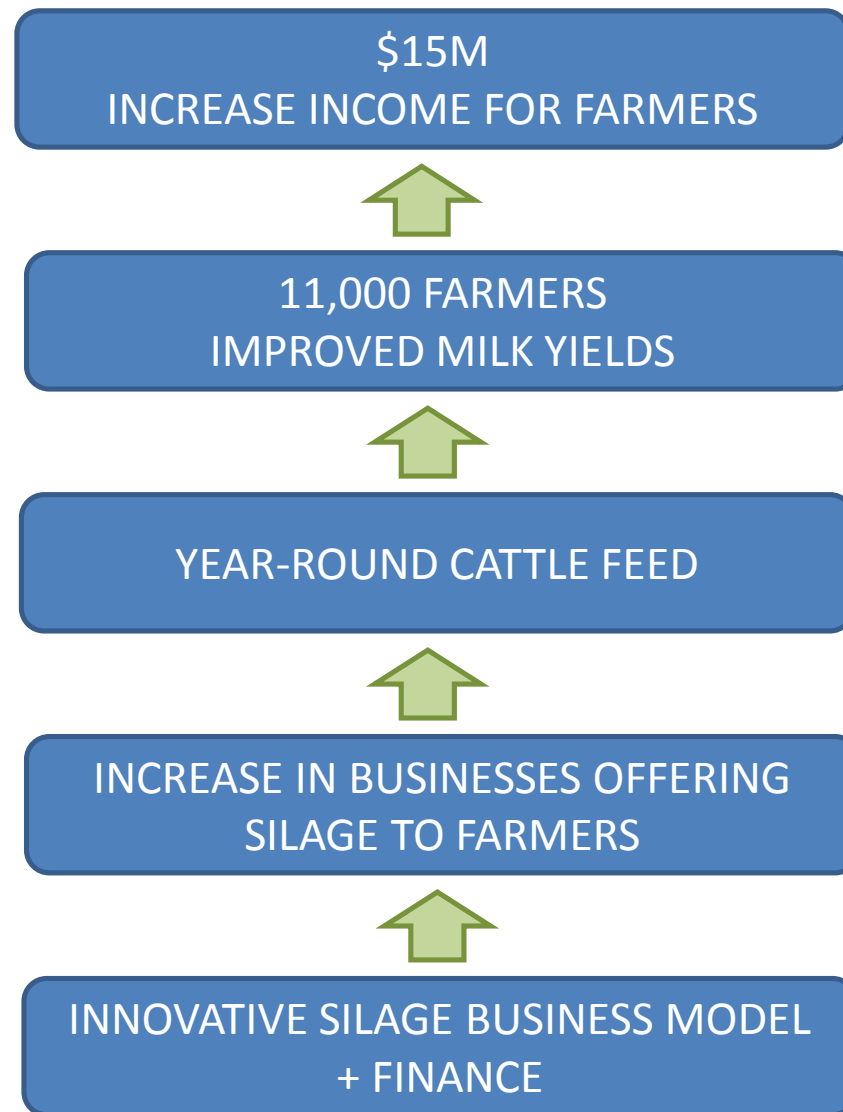 $15M
INCREASE INCOME FOR FARMERS
11,000 FARMERS
IMPROVED MILK YIELDS
YEAR-ROUND CATTLE FEED
INCREASE IN BUSINESSES OFFERING
SILAGE TO FARMERS
INNOVATIVE SILAGE BUSINESS MODEL
+ FINANCE